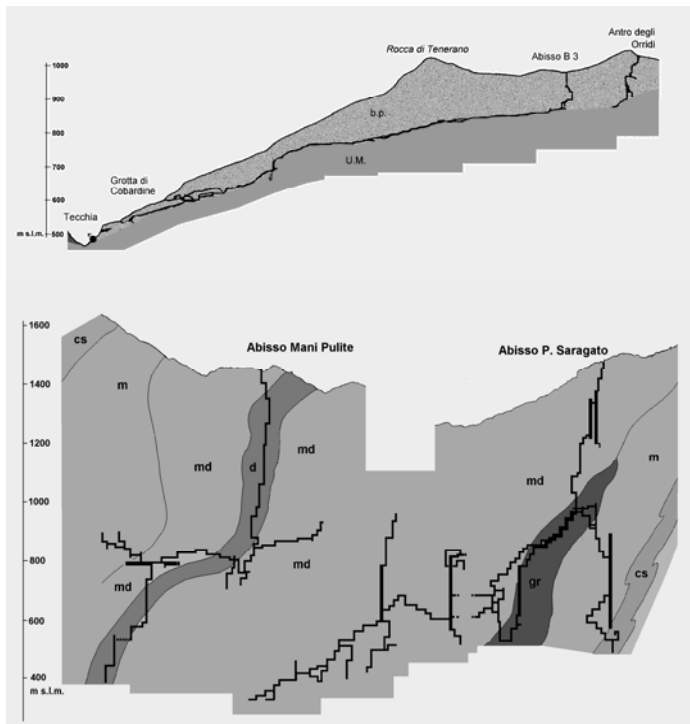 Antro degli
Orridi
Rocca di Tenerano
Abisso B 3
1000
900
b.p.
800
700
U.M.
Grotta di
Cobardine
600
Tecchia
m s.l.m.
500
1600
cs
Abisso Mani Pulite
Abisso P. Saragato
m
1400
1200
md
md
d
md
m
1000
800
md
md
gr
cs
600
400
m s.l.m.